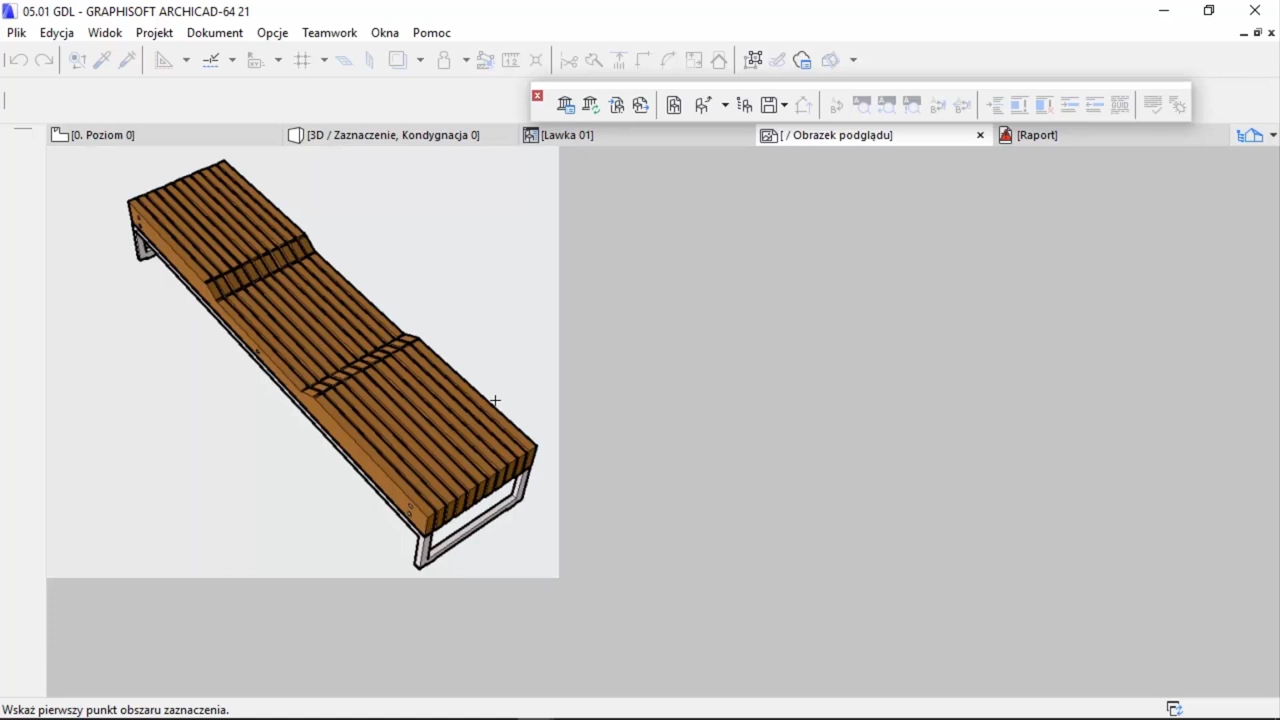 05.01 GDL - GRAPHISOFT ARCHICAD-64 21
Plik Edycja Widok Projekt Dokument Opcje Teamwork Okna Pomoc
[0. Poziom 0] [3D / Zaznaczenie, Kondygnacja 0] [Lawka 01] [ / Obrazek podglądu] [Raport]
Wskaż pierwszy punkt obszaru zaznaczenia.